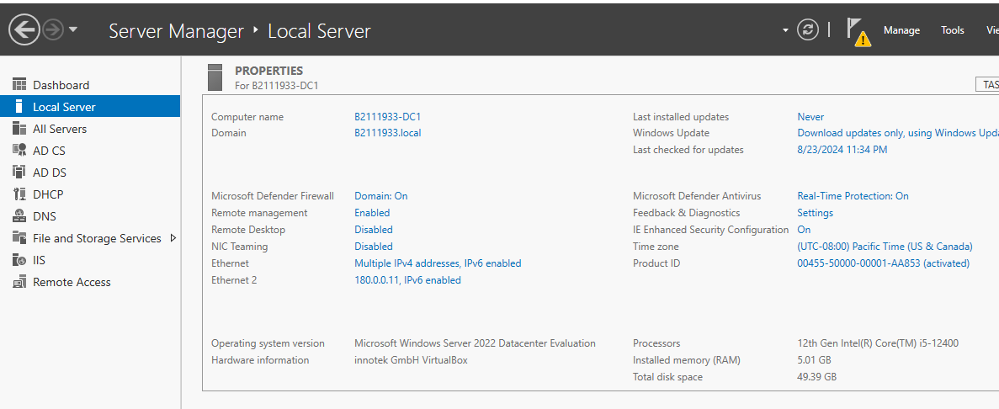 Server Manager ‣ Local Server
Manage Tools
Dashboard
Local Server
All Servers
AD CS
AD DS
DHCP
DNS
File and Storage Services
IIS
Remote Access
PROPERTIES
For B2111933-DC1
Computer name B2111933-DC1
Domain B2111933.local
Last installed updates Never
Windows Update Download updates only, using Windows
Last checked for updates 8/23/2024 11:34 PM
Microsoft Defender Firewall Domain: On
Remote management Enabled
Remote Desktop Disabled
NIC Teaming Disabled
Ethernet Multiple IPv4 addresses, IPv6 enabled
Ethernet 2 180.0.0.11, IPv6 enabled
Microsoft Defender Antivirus Real-Time Protection: On
Feedback & Diagnostics Settings
IE Enhanced Security Configuration On
Time zone (UTC-08:00) Pacific Time (US & Canada)
Product ID 00455-50000-00001-AA853 (activated)
Operating system version Microsoft Windows Server 2022 Datacenter Evaluation
Hardware information innotek GmbH VirtualBox
Processors 12th Gen Intel(R) Core(TM) i5-12400
Installed memory (RAM) 5.01 GB
Total disk space 49.39 GB